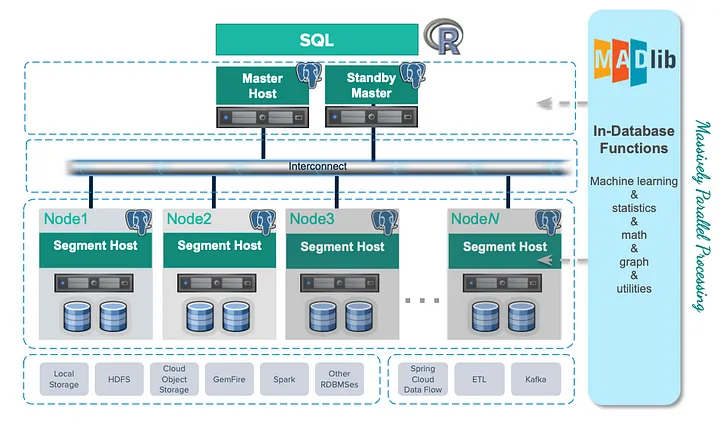 SQL
R
Master
Host
Standby
Master
Interconnect
Node1
Segment Host
Node2
Segment Host
Node3
Segment Host
NodeN
Segment Host
...
Local
Storage
HDFS
Cloud
Object
Storage
GemFire
Spark
Other
RDBMSes
Spring
Cloud
Data Flow
ETL
Kafka
MADlib
In-Database
Functions
Machine learning
&
statistics
&
math
&
graph
&
utilities
Massively Parallel Processing